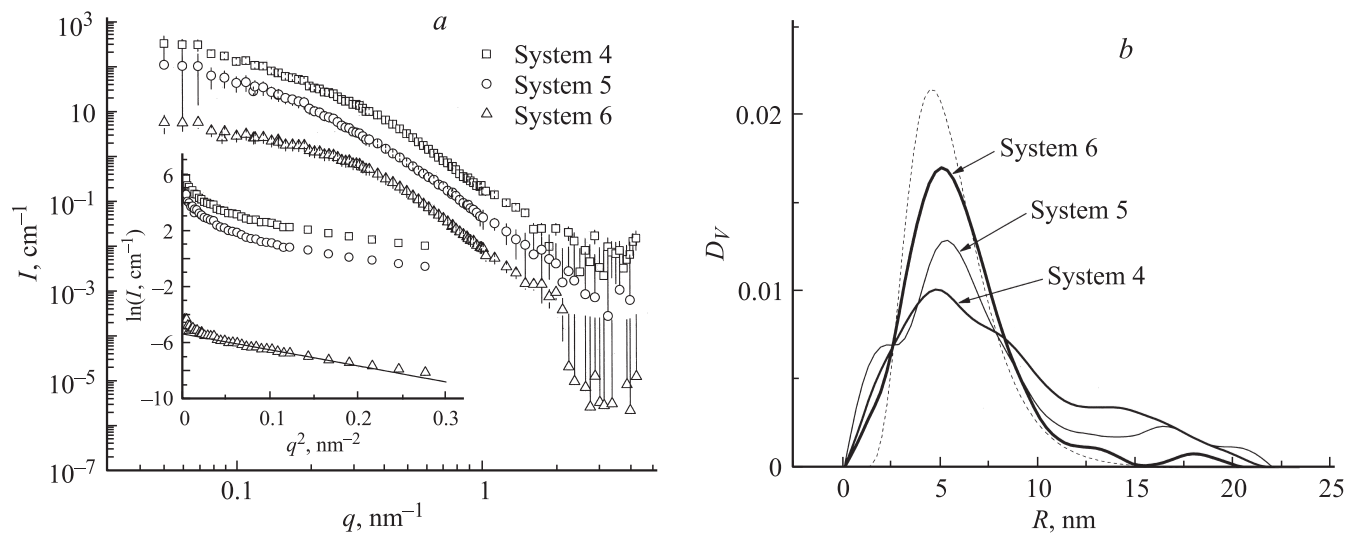 a
10³
10
10⁻¹
10⁻³
10⁻⁵
10⁻⁷
I, cm⁻¹
System 4
System 5
System 6
6
2
−2
−6
−10
ln(I, cm⁻¹)
0
0.1
0.2
0.3
q², nm⁻²
0.1
1
q, nm⁻¹
b
0.02
0.01
0
D_V
System 6
System 5
System 4
0
5
10
15
20
25
R, nm